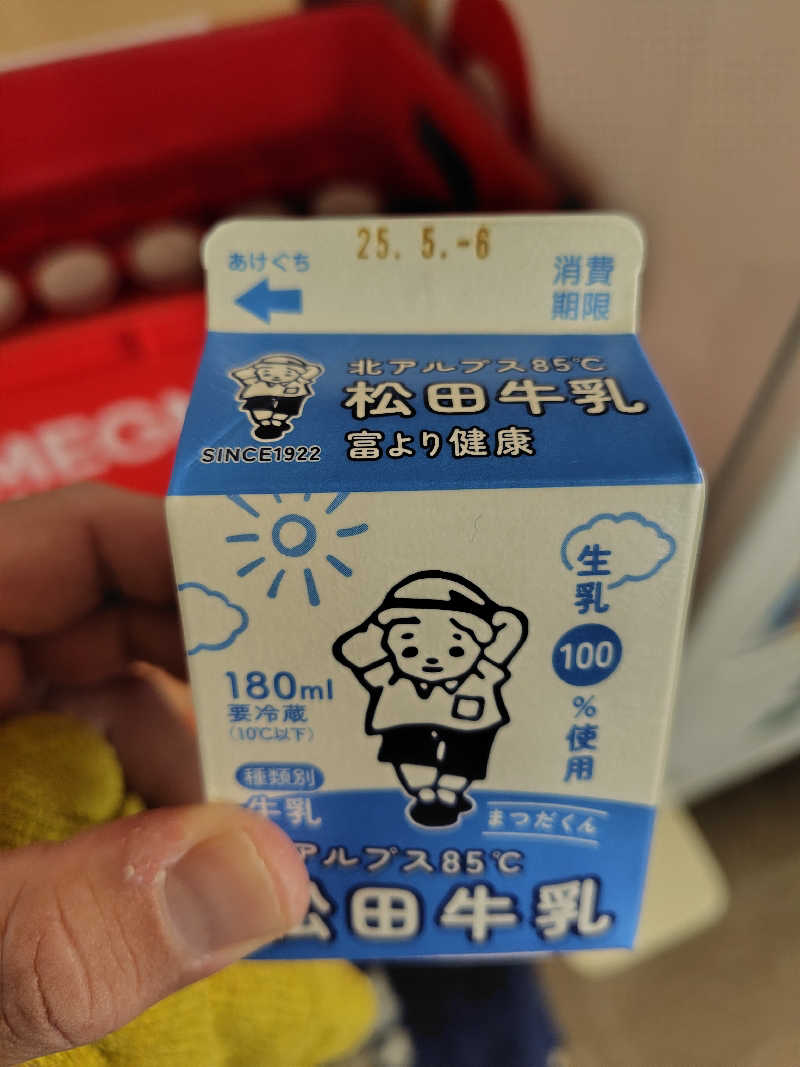 25. 5.-6
あけぐち
消費
期限
北アルプス85℃
松田牛乳
SINCE1922
富より健康
生乳
100
%使用
180ml
要冷蔵
(10℃以下)
種類別
牛乳
まつだくん
アルプス85℃
松田牛乳
MEGA